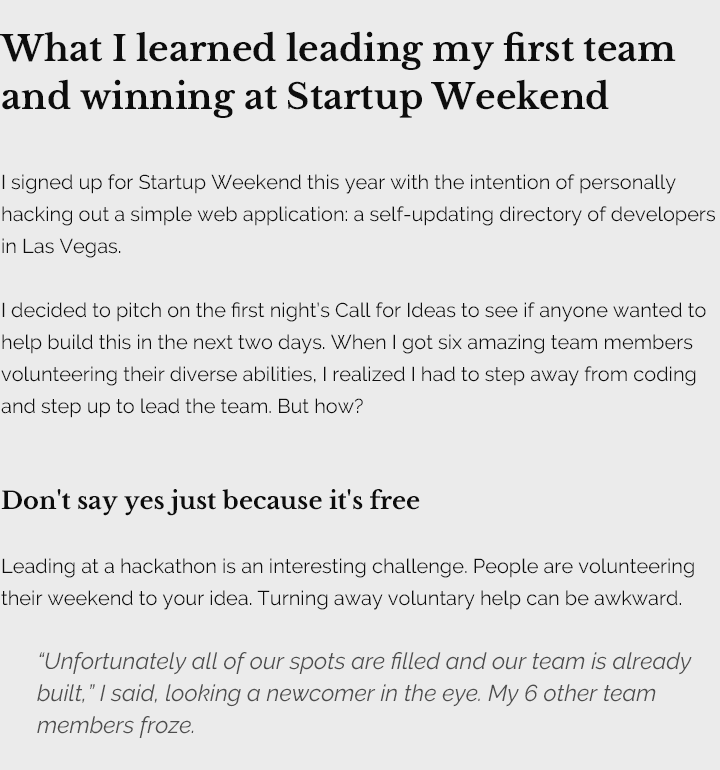 What I learned leading my first team
and winning at Startup Weekend
I signed up for Startup Weekend this year with the intention of personally
hacking out a simple web application: a self-updating directory of developers
in Las Vegas.
I decided to pitch on the first night's Call for Ideas to see if anyone wanted to
help build this in the next two days. When I got six amazing team members
volunteering their diverse abilities, I realized I had to step away from coding
and step up to lead the team. But how?
Don't say yes just because it's free
Leading at a hackathon is an interesting challenge. People are volunteering
their weekend to your idea. Turning away voluntary help can be awkward.
“Unfortunately all of our spots are filled and our team is already
built,” I said, looking a newcomer in the eye. My 6 other team
members froze.